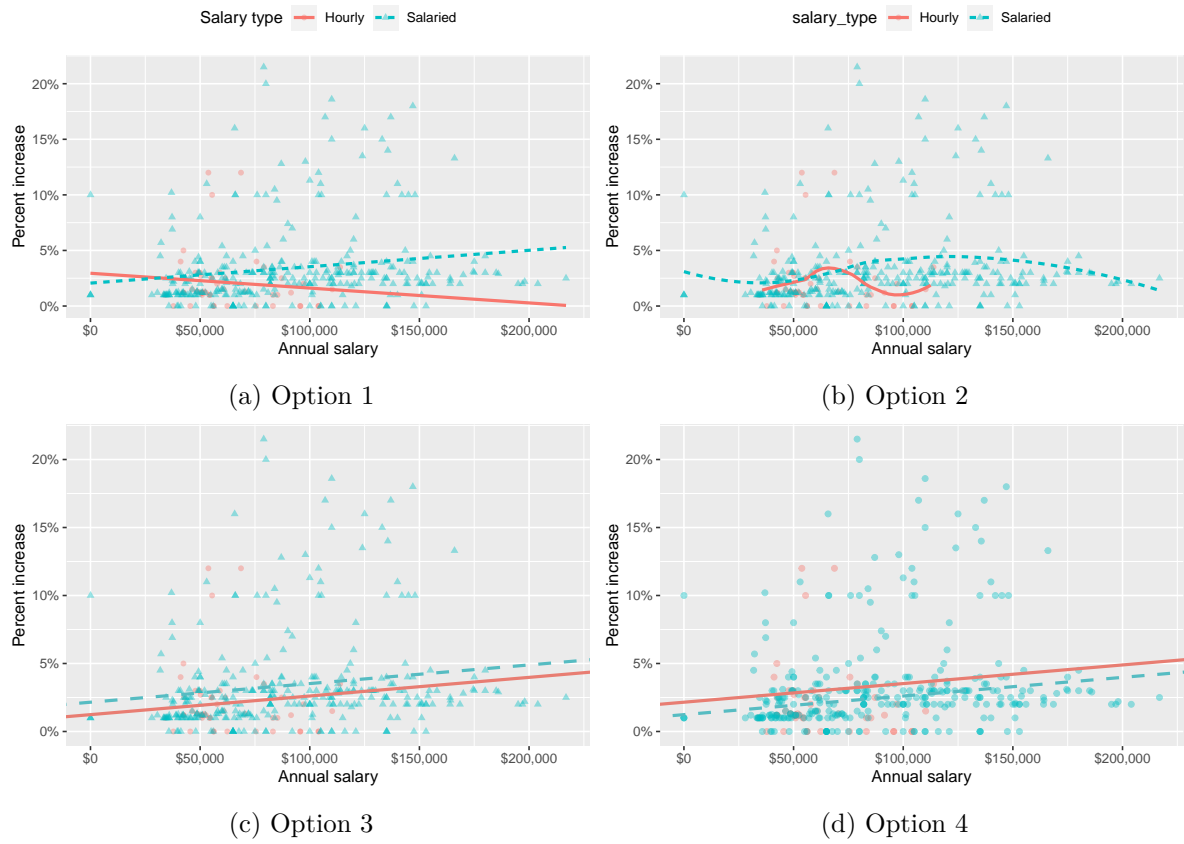 Salary type Hourly Salaried
20%
15%
10%
5%
0%
Percent increase
$0 $50,000 $100,000 $150,000 $200,000
Annual salary
(a) Option 1
salary_type Hourly Salaried
20%
15%
10%
5%
0%
Percent increase
$0 $50,000 $100,000 $150,000 $200,000
Annual salary
(b) Option 2
20%
15%
10%
5%
0%
Percent increase
$0 $50,000 $100,000 $150,000 $200,000
Annual salary
(c) Option 3
20%
15%
10%
5%
0%
Percent increase
$0 $50,000 $100,000 $150,000 $200,000
Annual salary
(d) Option 4